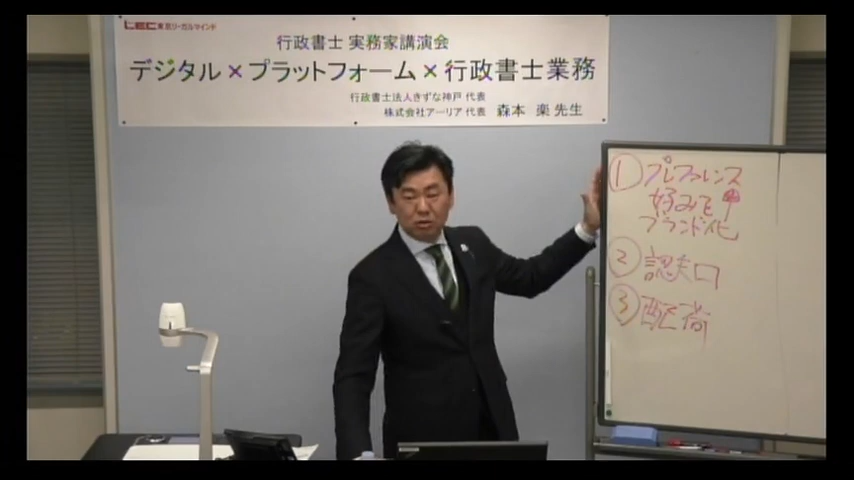 LEC東京リーガルマインド
行政書士 実務家講演会
デジタル×プラットフォーム×行政書士業務
行政書士法人きずな神戸 代表
株式会社アーリア 代表 森本 楽 先生
① プレファレンス
好みを
ブランド化
② 認知
③ 配荷